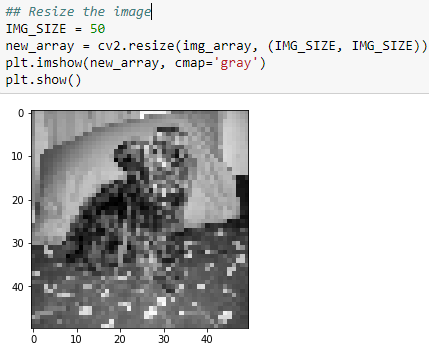 ## Resize the image
IMG_SIZE = 50
new_array = cv2.resize(img_array, (IMG_SIZE, IMG_SIZE))
plt.imshow(new_array, cmap='gray')
plt.show()
0
10
20
30
40
0 10 20 30 40